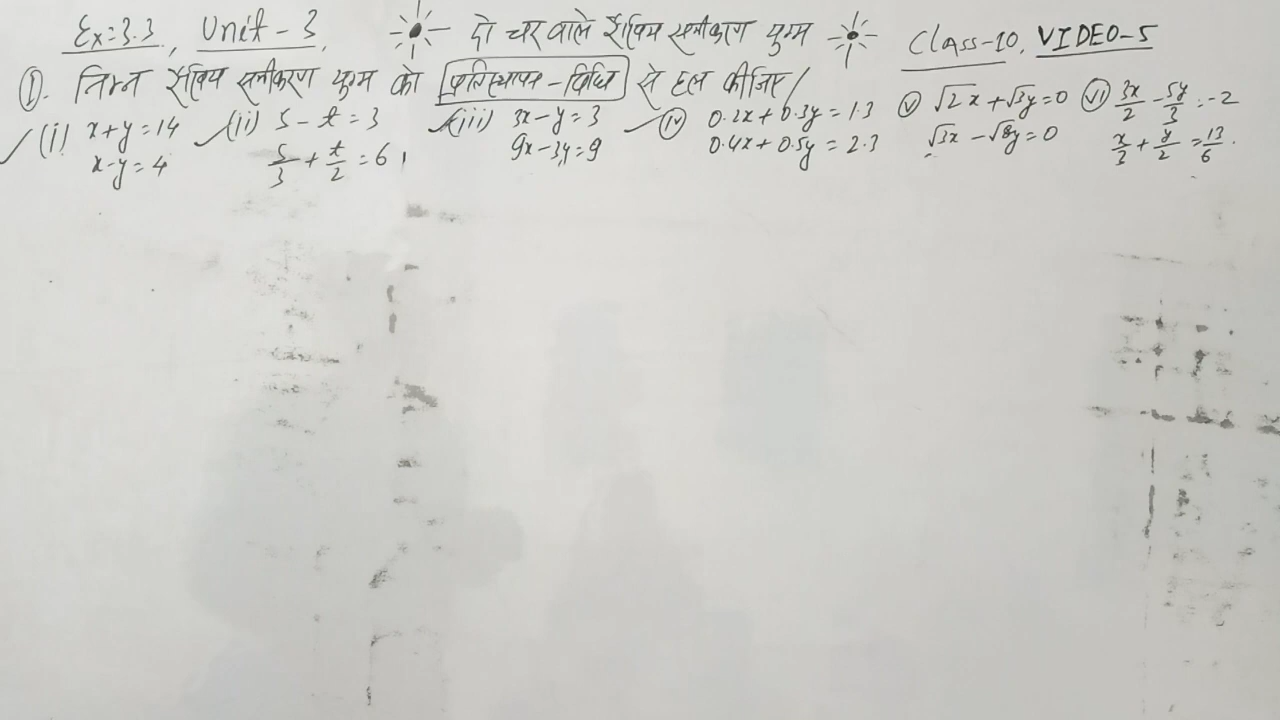 Ex=3.3, Unit-3, दो चर वाले रैखिय समीकरण युग्म Class-10, VIDEO-5
①. निम्न रैखिय समीकरण युग्म को प्रतिस्थापन-विधि से हल कीजिए/
(i) x+y=14 (ii) s-t=3 (iii) 3x-y=3 (iv) 0.2x+0.3y=1.3 (v) √2x+√3y=0 (vi) 3x/2 - 5y/3 = -2
x-y=4 s/3 + t/2 = 6, 9x-3y=9 0.4x+0.5y=2.3 √3x-√8y=0 x/3 + y/2 = 13/6.